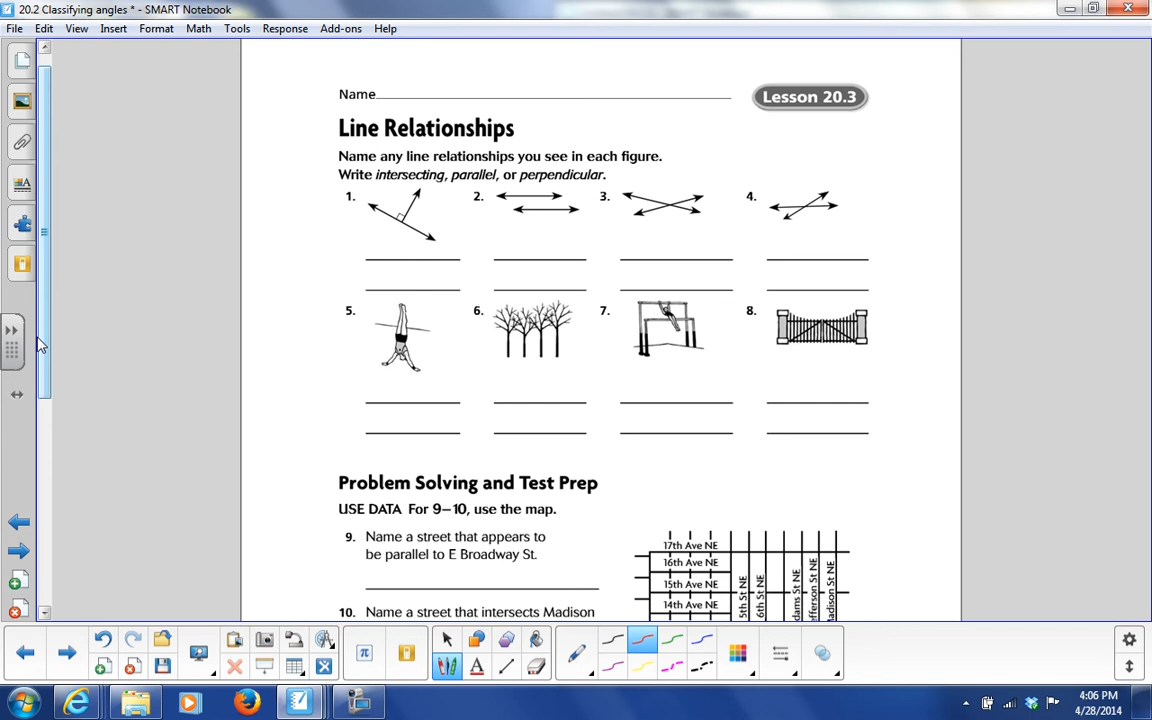 20.2 Classifying angles * - SMART Notebook
File Edit View Insert Format Math Tools Response Add-ons Help
Name
Lesson 20.3
Line Relationships
Name any line relationships you see in each figure.
Write intersecting, parallel, or perpendicular.
1. 2. 3. 4.
5. 6. 7. 8.
Problem Solving and Test Prep
USE DATA For 9–10, use the map.
9. Name a street that appears to
be parallel to E Broadway St.
10. Name a street that intersects Madison
17th Ave NE
16th Ave NE
15th Ave NE
14th Ave NE
5th St NE
6th St NE
dams St NE
efferson St NE
adison St NE
π
A
4:06 PM
4/28/2014